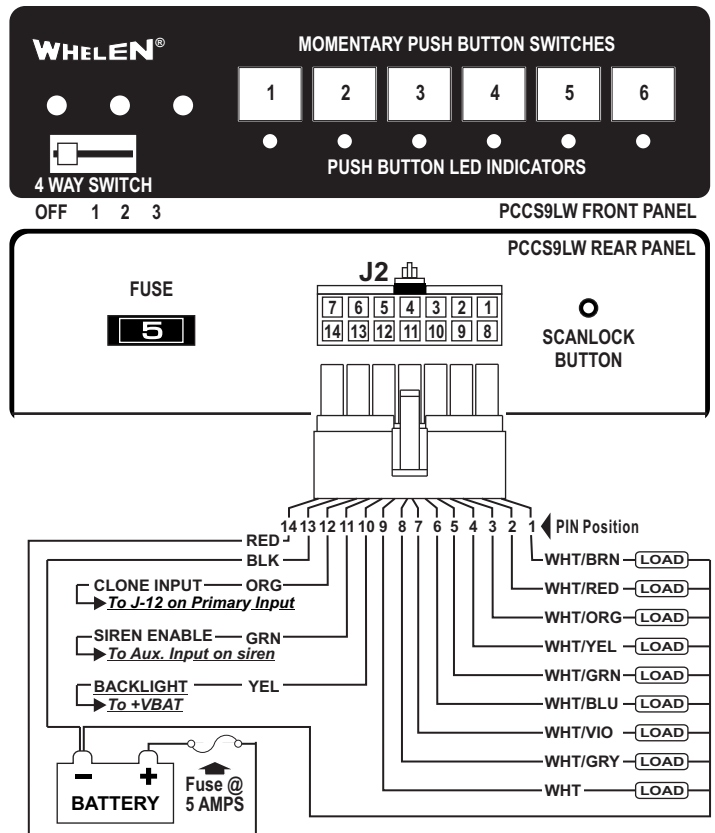 WHELEN®
MOMENTARY PUSH BUTTON SWITCHES
1 2 3 4 5 6
PUSH BUTTON LED INDICATORS
4 WAY SWITCH
OFF 1 2 3
PCCS9LW FRONT PANEL
PCCS9LW REAR PANEL
FUSE
5
J2
7 6 5 4 3 2 1
14 13 12 11 10 9 8
SCANLOCK
BUTTON
14 13 12 11 10 9 8 7 6 5 4 3 2 1 PIN Position
RED
BLK
CLONE INPUT ORG
To J-12 on Primary Input
SIREN ENABLE GRN
To Aux. Input on siren
BACKLIGHT YEL
To +VBAT
WHT/BRN LOAD
WHT/RED LOAD
WHT/ORG LOAD
WHT/YEL LOAD
WHT/GRN LOAD
WHT/BLU LOAD
WHT/VIO LOAD
WHT/GRY LOAD
WHT LOAD
- +
BATTERY
Fuse @
5 AMPS